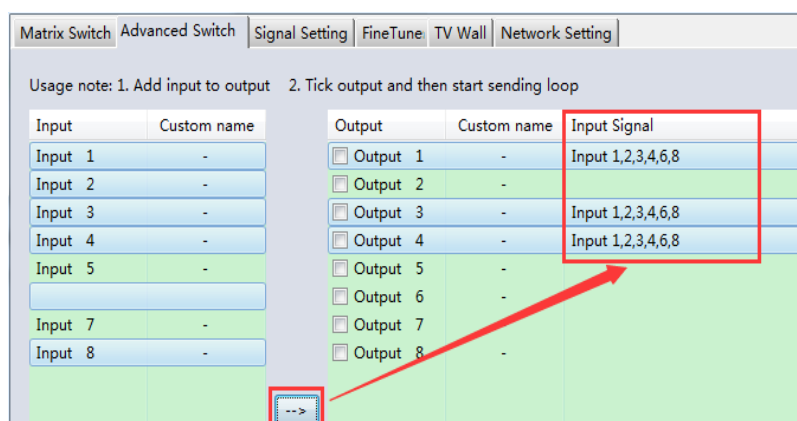 Matrix Switch Advanced Switch Signal Setting FineTune TV Wall Network Setting
Usage note: 1. Add input to output 2. Tick output and then start sending loop
Input Custom name Output Custom name Input Signal
Input 1 - Output 1 - Input 1,2,3,4,6,8
Input 2 - Output 2 -
Input 3 - Output 3 - Input 1,2,3,4,6,8
Input 4 - Output 4 - Input 1,2,3,4,6,8
Input 5 - Output 5 -
Output 6 -
Input 7 - Output 7
Input 8 - Output 8 -
-->